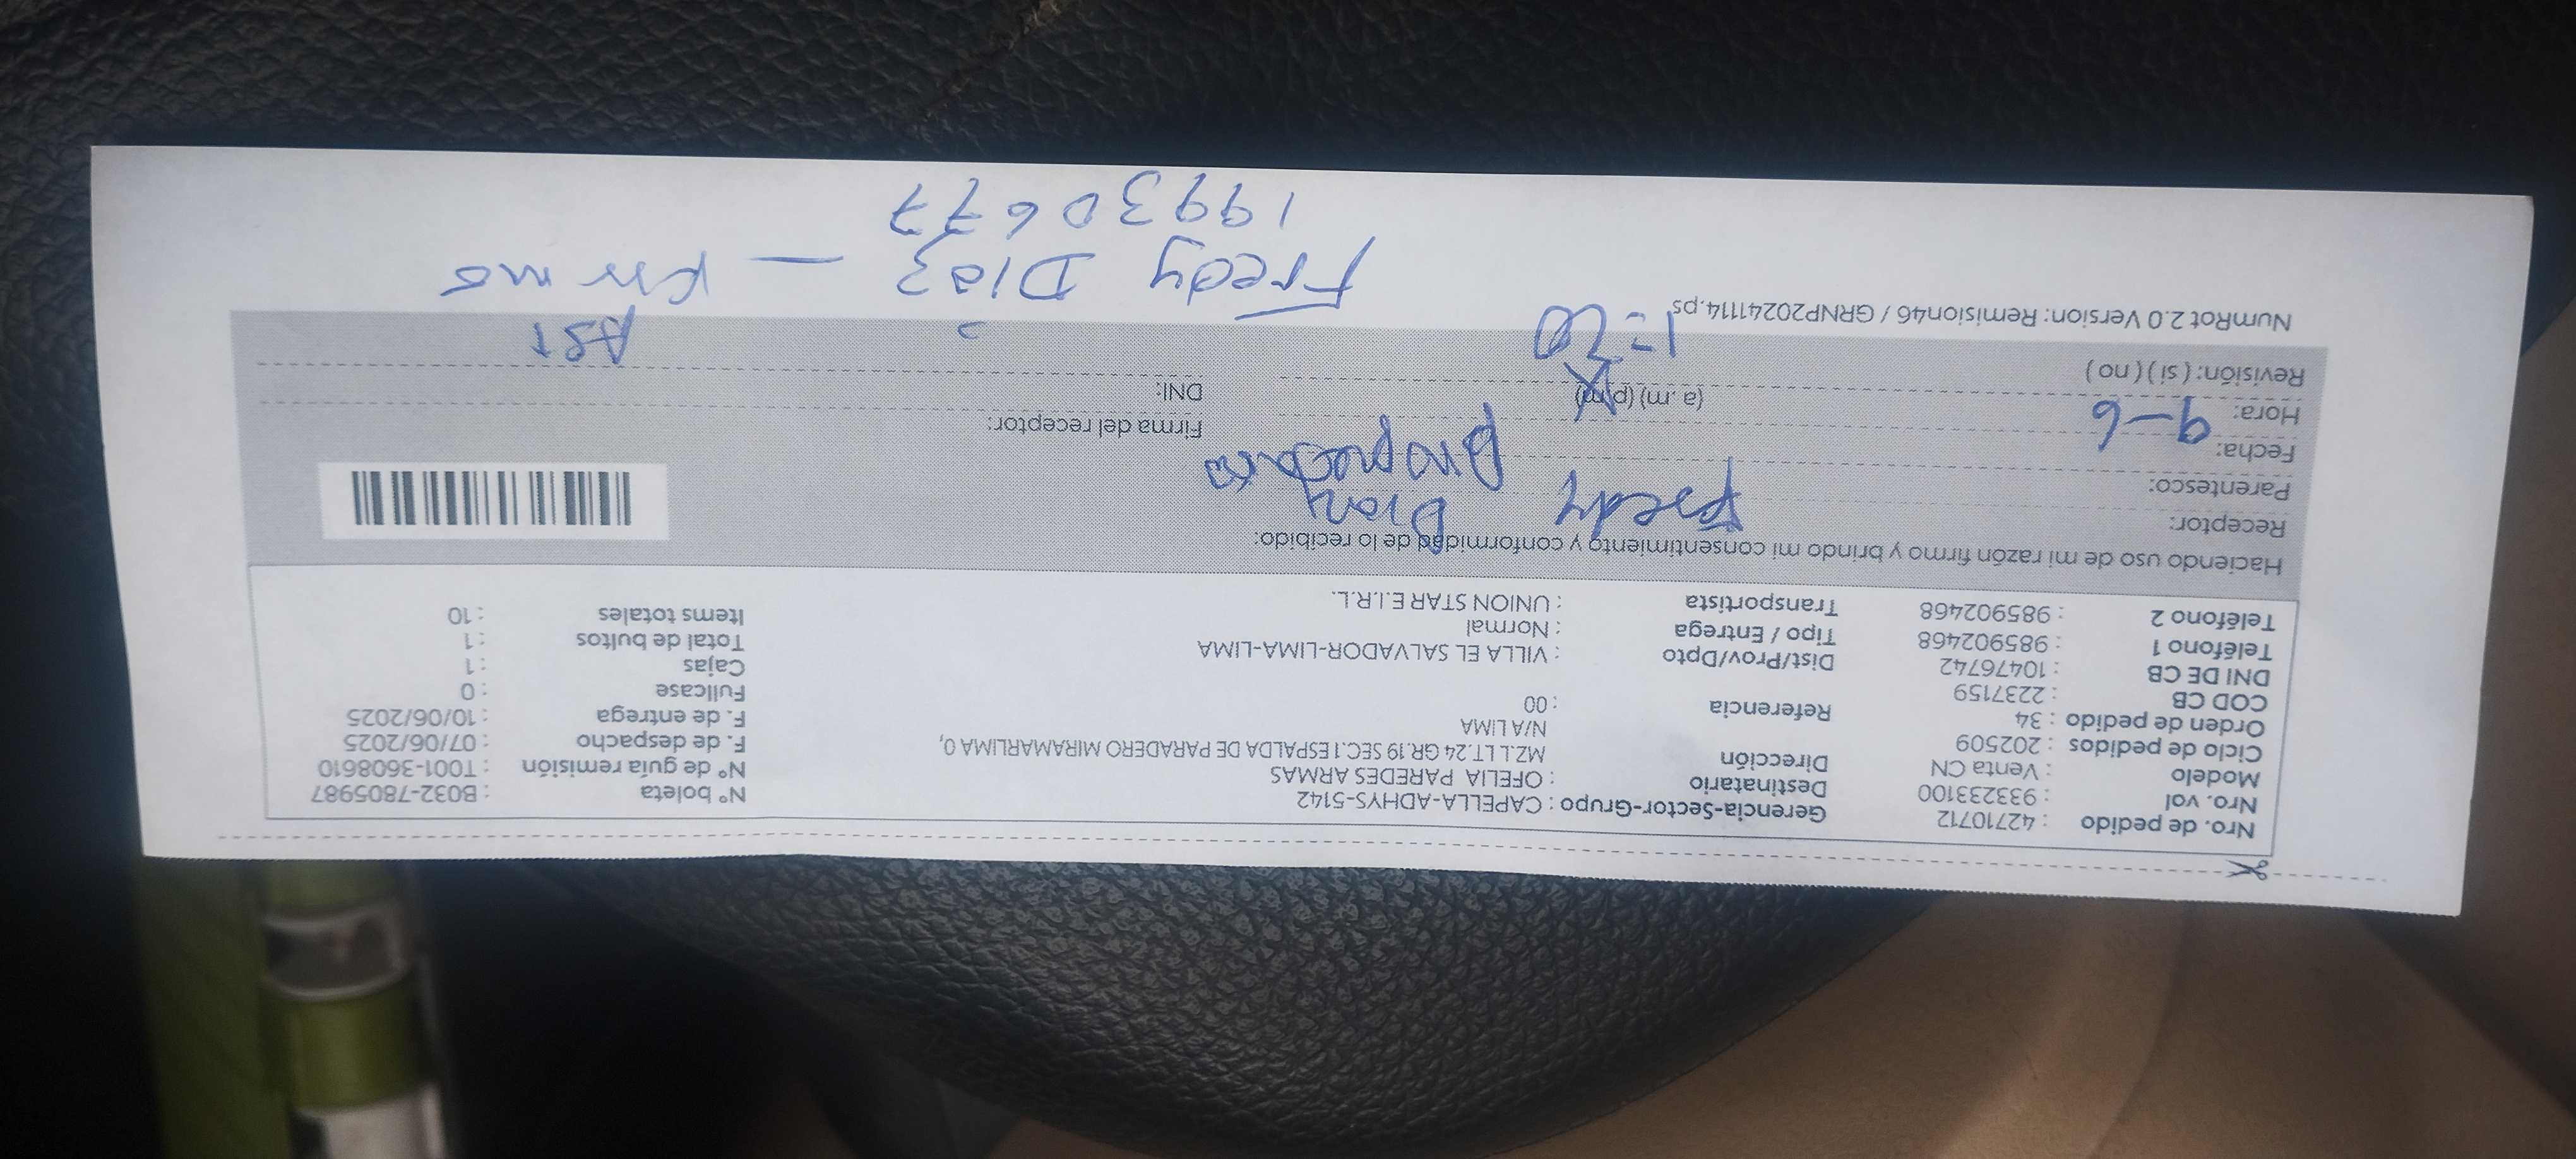 Nro. de pedido : 42710712
Nro. vol : 933233100
Modelo : Venta CN
Ciclo de pedidos : 202509
Orden de pedido : 34
COD CB : 2237159
DNI DE CB : 10476742
Teléfono 1 : 985902468
Teléfono 2 : 985902468
Gerencia-Sector-Grupo : CAPELLA-ADHYS-5142
Destinatario : OFELIA PAREDES ARMAS
Dirección MZ.L LT.24 GR.19 SEC.1 ESPALDA DE PARADERO MIRAMARLIMA 0,
N/A LIMA
Referencia : 00
Dist/Prov/Dpto : VILLA EL SALVADOR-LIMA-LIMA
Tipo / Entrega : Normal
Transportista : UNION STAR E.I.R.L.
N° boleta : B032-7805987
N° de guía remisión : T001-3608610
F. de despacho : 07/06/2025
F. de entrega : 10/06/2025
Fullcase : 0
Cajas : 1
Total de bultos : 1
Items totales : 10
Haciendo uso de mi razón firmo y brindo mi conformidad de lo recibido:
Receptor: Fredy Diaz
Parentesco:
Fecha: 9-6
Hora: (a.m) (p.m)
Revisión: ( si ) ( no )
Firma del receptor:
DNI:
NumRot 2.0 Version: Remision46 / GRNP20241114.ps
Fredy Diaz —
19930677